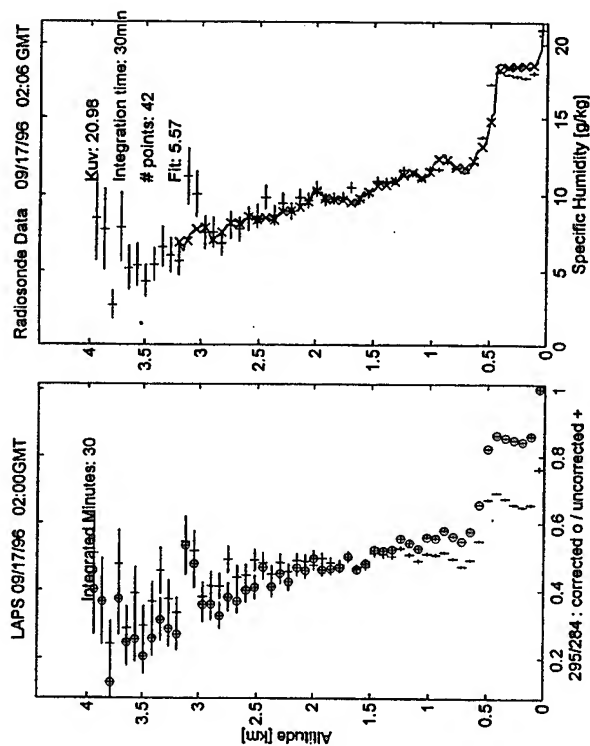 LAPS 09/17/96 02:00GMT
Integrated Minutes: 30
Altitude [km]
4
3.5
3
2.5
2
1.5
1
0.5
0
0.2
0.4
0.6
0.8
1
295/284 : corrected o / uncorrected +
Radiosonde Data 09/17/96 02:06 GMT
Kuv: 20.98
Integration time: 30min
# points: 42
Fit: 5.57
4
3.5
3
2.5
2
1.5
1
0.5
0
0
5
10
15
20
Specific Humidity [g/kg]